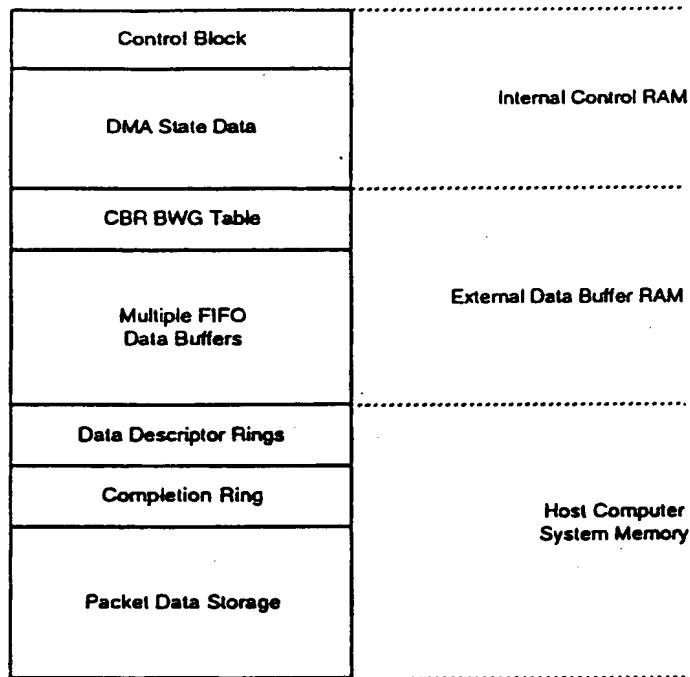 Control Block
Internal Control RAM
DMA State Data
CBR BWG Table
External Data Buffer RAM
Multiple FIFO
Data Buffers
Data Descriptor Rings
Completion Ring
Host Computer
System Memory
Packet Data Storage